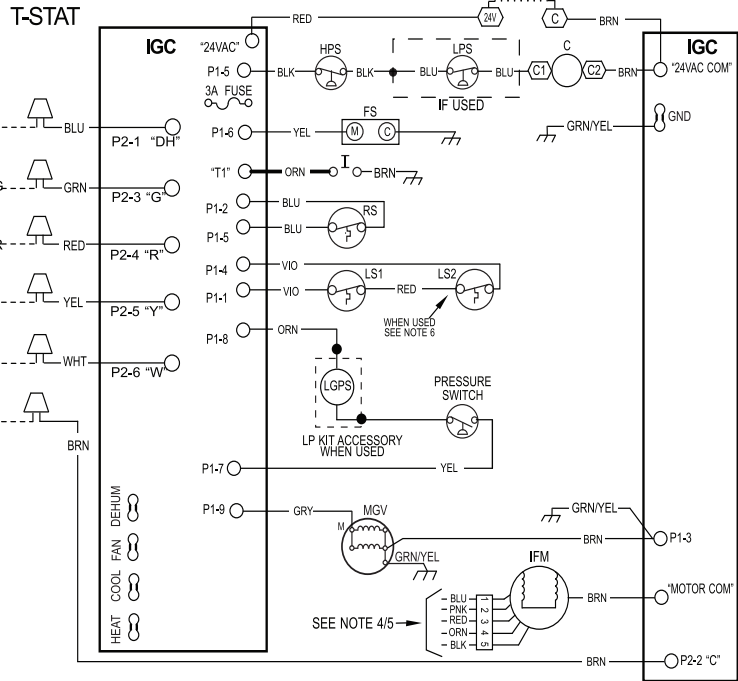 T-STAT
IGC
"24VAC"
RED
24V
C
BRN
IGC
P1-5
BLK
HPS
BLK
BLU
LPS
BLU
C1
C
C2
BRN
"24VAC COM"
3A FUSE
IF USED
BLU
P2-1 "DH"
P1-6
YEL
FS
M
C
GRN/YEL
GND
"T1"
ORN
I
BRN
GRN
P2-3 "G"
P1-2
BLU
RS
P1-5
BLU
RED
P2-4 "R"
P1-4
VIO
P1-1
VIO
LS1
RED
LS2
YEL
P2-5 "Y"
WHEN USED
SEE NOTE 6
P1-8
ORN
WHT
P2-6 "W"
LGPS
PRESSURE
SWITCH
LP KIT ACCESSORY
WHEN USED
BRN
P1-7
YEL
DEHUM
FAN
COOL
HEAT
P1-9
GRY
MGV
M
GRN/YEL
GRN/YEL
BRN
P1-3
IFM
SEE NOTE 4/5
BLU 1
PNK 2
RED 3
ORN 4
BLK 5
BRN
"MOTOR COM"
BRN
P2-2 "C"